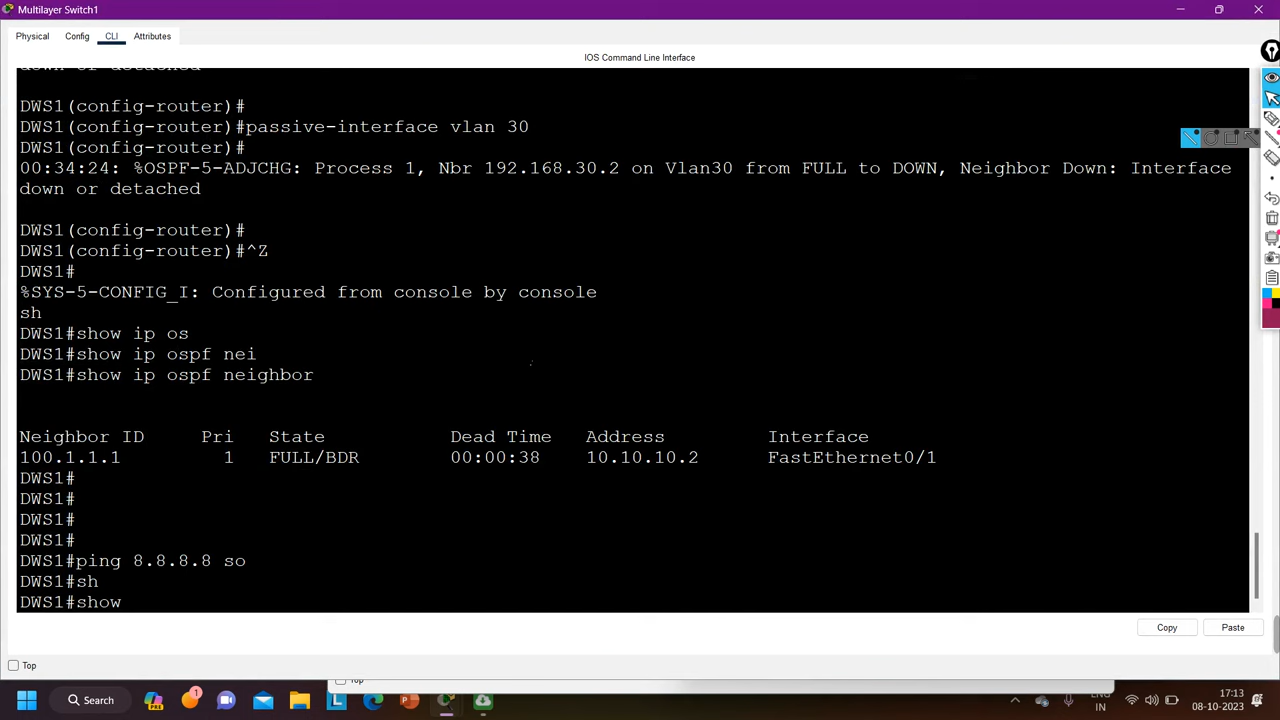 Multilayer Switch1
Physical Config CLI Attributes
IOS Command Line Interface
down or detached
DWS1(config-router)#
DWS1(config-router)#passive-interface vlan 30
DWS1(config-router)#
00:34:24: %OSPF-5-ADJCHG: Process 1, Nbr 192.168.30.2 on Vlan30 from FULL to DOWN, Neighbor Down: Interface
down or detached
DWS1(config-router)#
DWS1(config-router)#^Z
DWS1#
%SYS-5-CONFIG_I: Configured from console by console
sh
DWS1#show ip os
DWS1#show ip ospf nei
DWS1#show ip ospf neighbor
Neighbor ID Pri State Dead Time Address Interface
100.1.1.1 1 FULL/BDR 00:00:38 10.10.10.2 FastEthernet0/1
DWS1#
DWS1#
DWS1#
DWS1#
DWS1#ping 8.8.8.8 so
DWS1#sh
DWS1#show
Copy Paste
Top
Top
Search
PRE
1
L
P
ENG
IN
17:13
08-10-2023